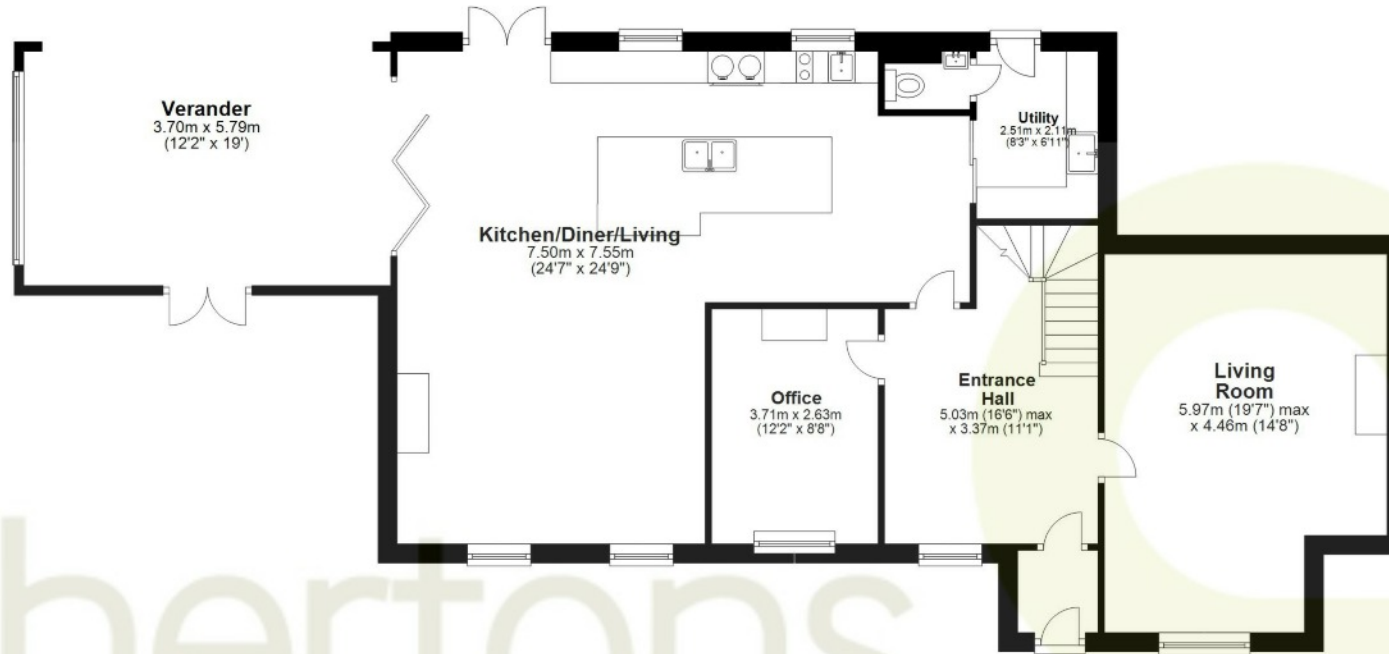 Verander
3.70m x 5.79m
(12'2" x 19')
Kitchen/Diner/Living
7.50m x 7.55m
(24'7" x 24'9")
Utility
2.51m x 2.11m
(8'3" x 6'11")
Office
3.71m x 2.63m
(12'2" x 8'8")
Entrance
Hall
5.03m (16'6") max
x 3.37m (11'1")
Living
Room
5.97m (19'7") max
x 4.46m (14'8")
hertons